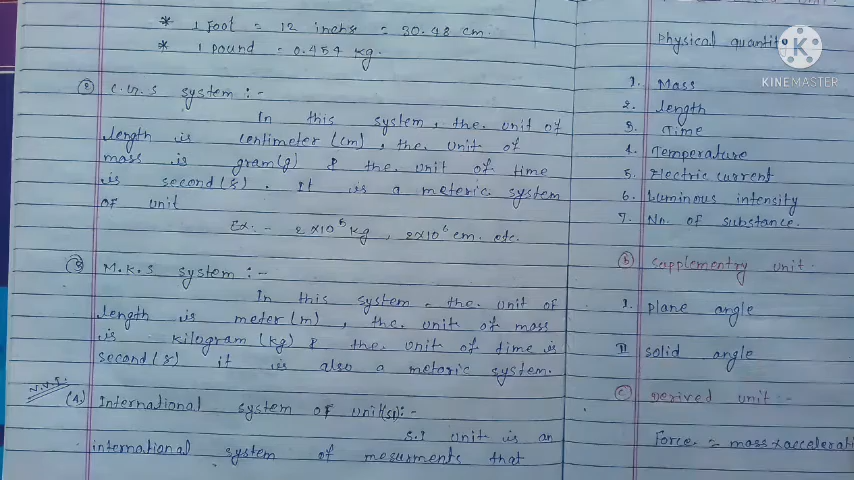 * 1 Foot = 12 inchs = 30.48 cm.
* 1 pound = 0.454 kg.
② C.G.S system :-
In this system, the unit of
length is centimeter (cm), the unit of
mass is gram(g) & the unit of time
is second(s). It is a meteric system
of unit
Ex:- 2×10⁵ kg, 2×10⁶ cm. etc.
③ M.K.S system :-
In this system, the unit of
length is meter(m), the unit of mass
is kilogram (kg) & the unit of time is
second(s) it is also a meteric system.
(4) International system of unit(SI):-
S.I unit is an
international system of mesurments that
Physical quantit
1. Mass
2. length
3. Time
4. Temperature
5. Electric current
6. Luminous intensity
7. No. of substance.
(b) supplementry unit-
I. plane angle
II solid angle
(c) Derived unit :-
Force = mass×accelerati
KINEMASTER